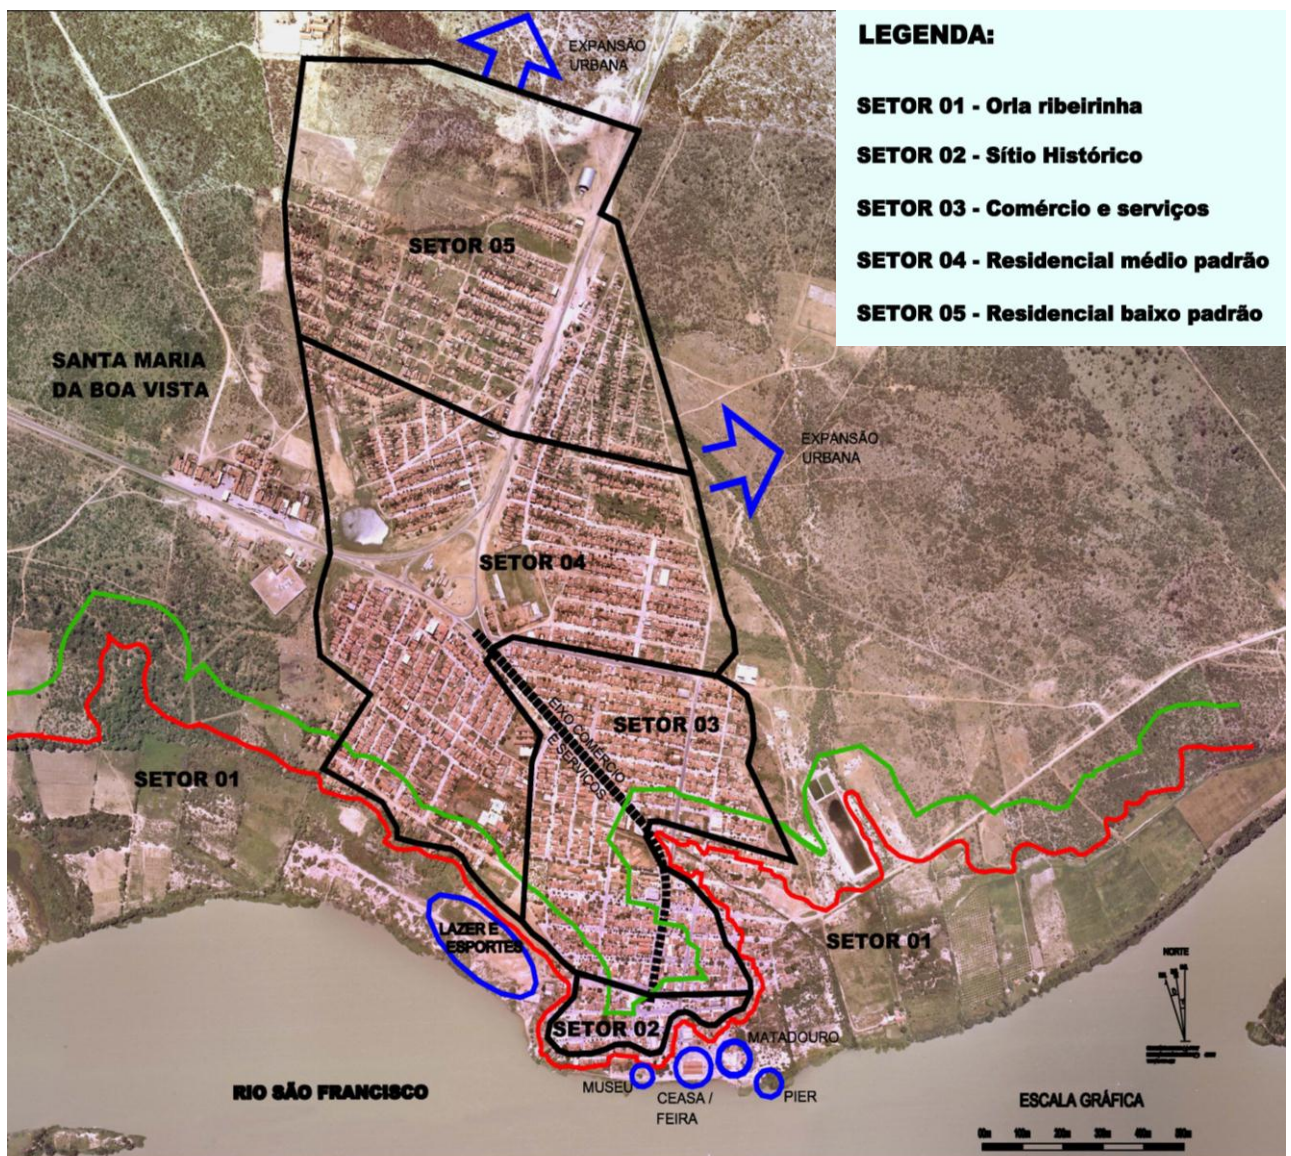 LEGENDA:
SETOR 01 - Orla ribeirinha
SETOR 02 - Sítio Histórico
SETOR 03 - Comércio e serviços
SETOR 04 - Residencial médio padrão
SETOR 05 - Residencial baixo padrão
EXPANSÃO
URBANA
SETOR 05
SANTA MARIA
DA BOA VISTA
EXPANSÃO
URBANA
SETOR 04
SETOR 03
EIXO COMÉRCIO
E SERVIÇOS
SETOR 01
LAZER E
ESPORTES
SETOR 01
NORTE
SETOR 02
MATADOURO
MUSEU
CEASA /
FEIRA
PIER
RIO SÃO FRANCISCO
ESCALA GRÁFICA